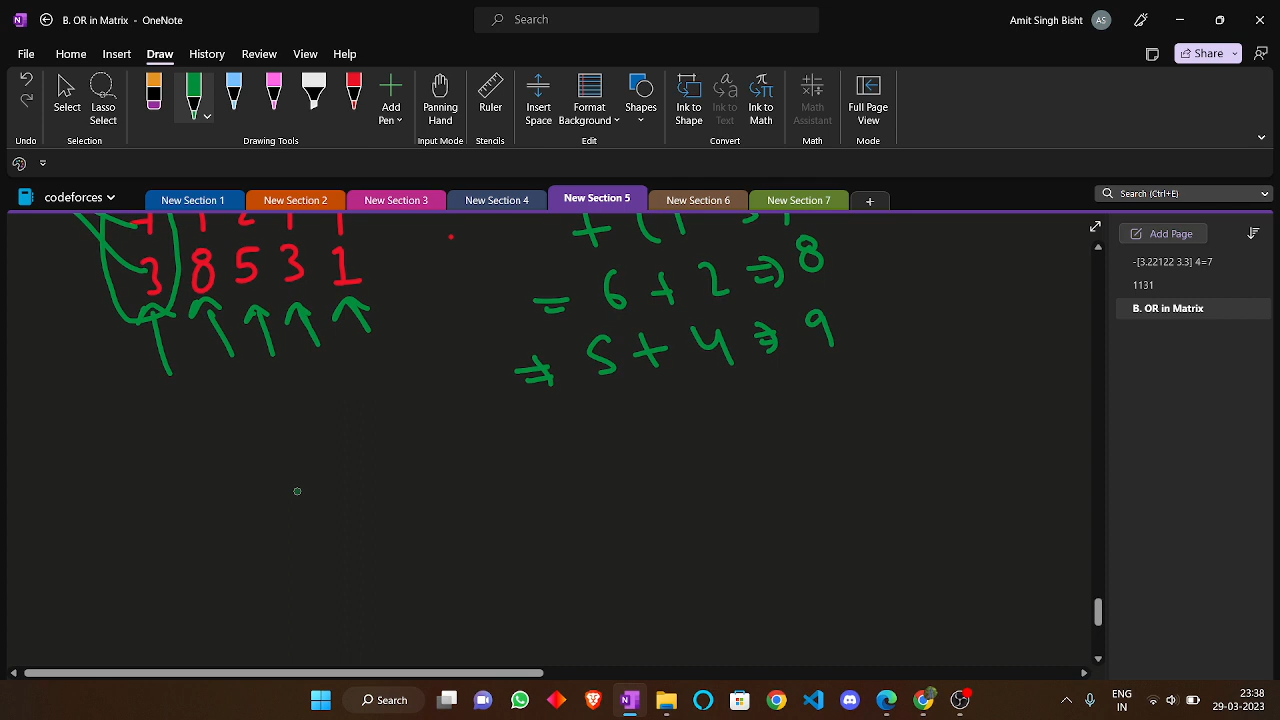 B. OR in Matrix - OneNote
Search
Amit Singh Bisht AS
File Home Insert Draw History Review View Help
Share
Undo
Select
Lasso Select
Selection
Drawing Tools
Add Pen
Panning Hand
Input Mode
Ruler
Stencils
Insert Space
Format Background
Shapes
Edit
Ink to Shape
Ink to Text
Ink to Math
Convert
Math Assistant
Math
Full Page View
Mode
codeforces
New Section 1 New Section 2 New Section 3 New Section 4 New Section 5 New Section 6 New Section 7 +
Search (Ctrl+E)
Add Page
-[3.22122 3.3] 4=7
1131
B. OR in Matrix
3 8 5 3 1
= 6 + 2 => 8
=> 5 + 4 => 9
Search
ENG
IN
23:38
29-03-2023